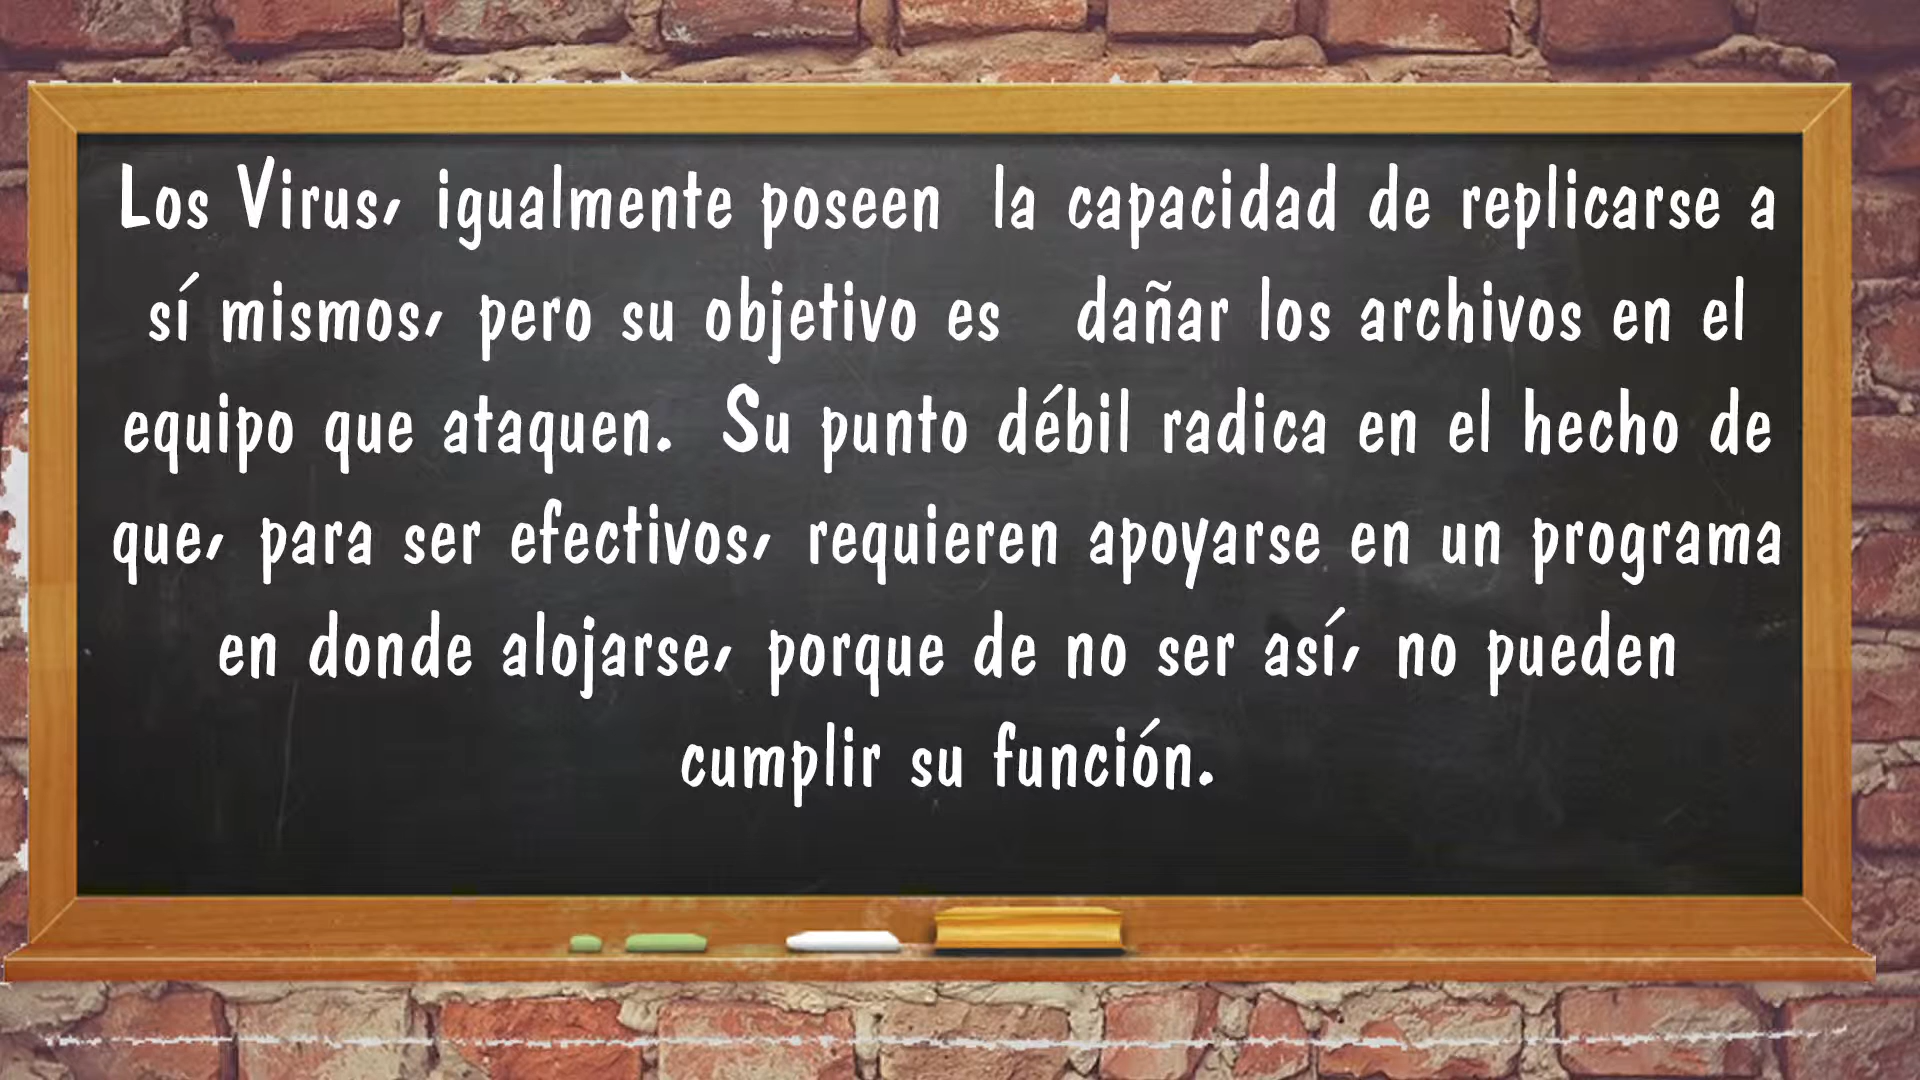 Los Virus, igualmente poseen la capacidad de replicarse a
sí mismos, pero su objetivo es dañar los archivos en el
equipo que ataquen. Su punto débil radica en el hecho de
que, para ser efectivos, requieren apoyarse en un programa
en donde alojarse, porque de no ser así, no pueden
cumplir su función.